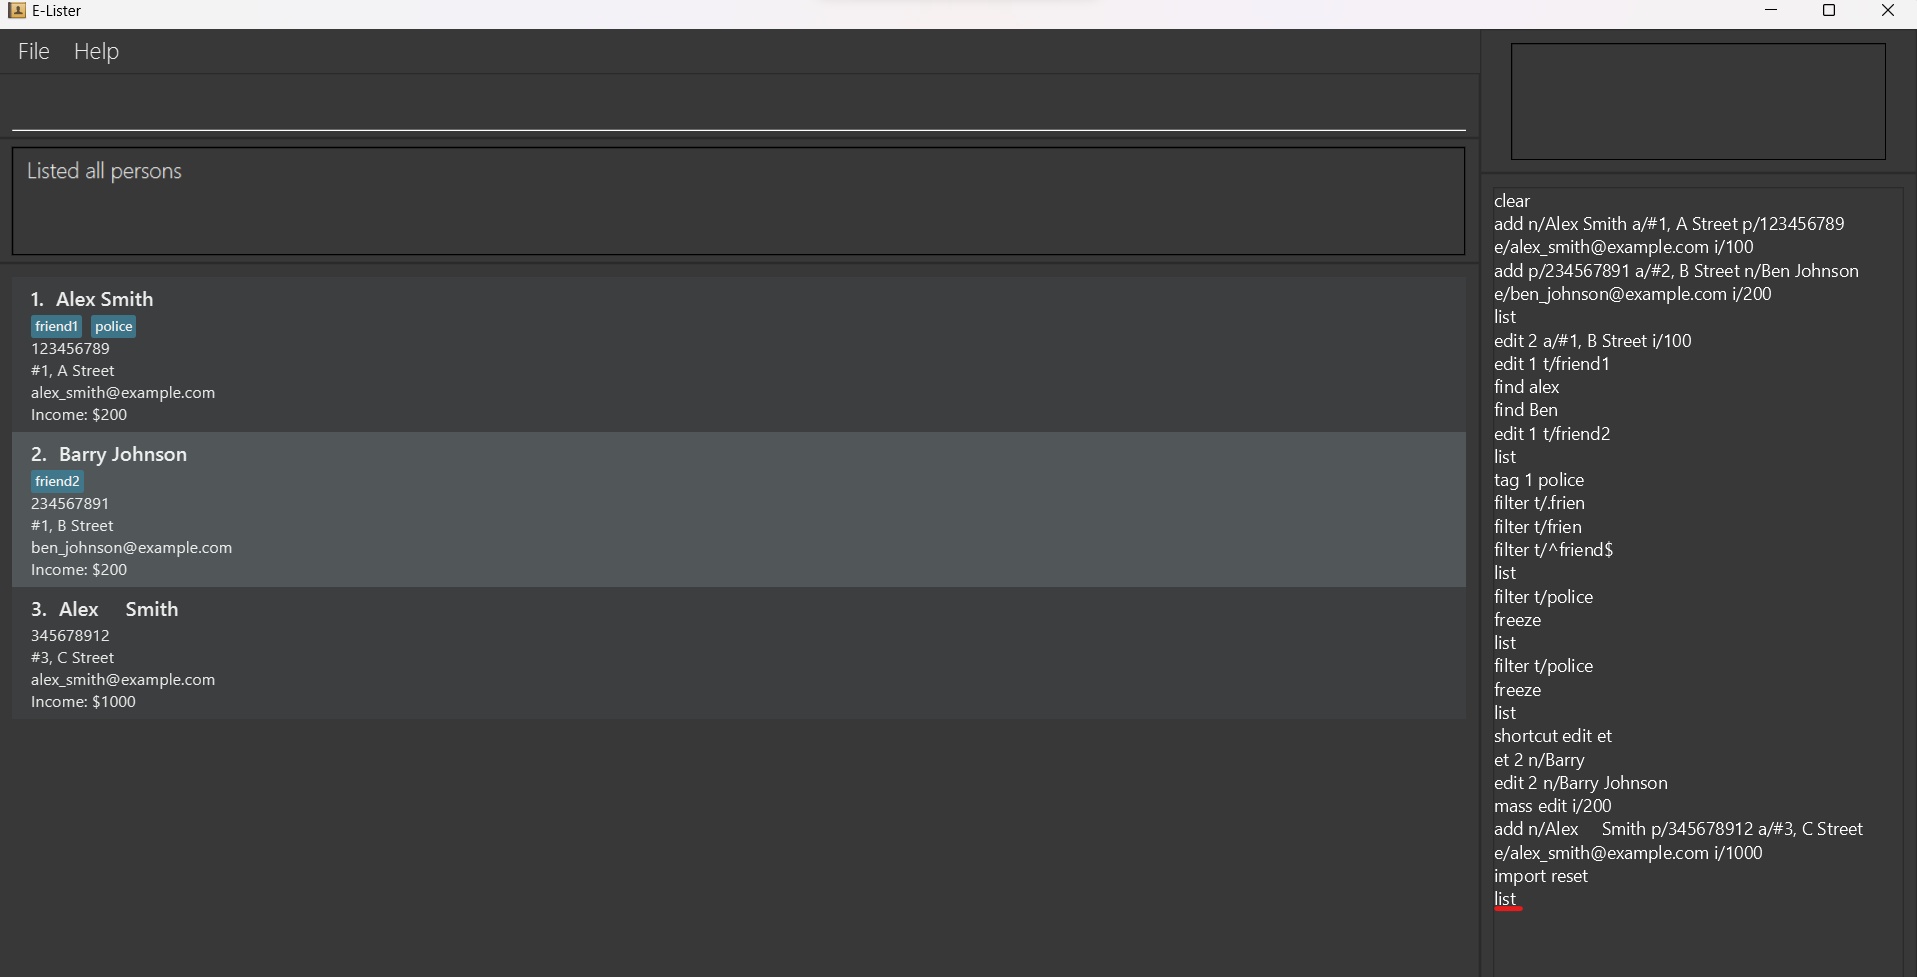 E-Lister
File Help
Listed all persons
1. Alex Smith
friend1 police
123456789
#1, A Street
alex_smith@example.com
Income: $200
2. Barry Johnson
friend2
234567891
#1, B Street
ben_johnson@example.com
Income: $200
3. Alex     Smith
345678912
#3, C Street
alex_smith@example.com
Income: $1000
clear
add n/Alex Smith a/#1, A Street p/123456789
e/alex_smith@example.com i/100
add p/234567891 a/#2, B Street n/Ben Johnson
e/ben_johnson@example.com i/200
list
edit 2 a/#1, B Street i/100
edit 1 t/friend1
find alex
find Ben
edit 1 t/friend2
list
tag 1 police
filter t/.frien
filter t/frien
filter t/^friend$
list
filter t/police
freeze
list
filter t/police
freeze
list
shortcut edit et
et 2 n/Barry
edit 2 n/Barry Johnson
mass edit i/200
add n/Alex     Smith p/345678912 a/#3, C Street
e/alex_smith@example.com i/1000
import reset
list